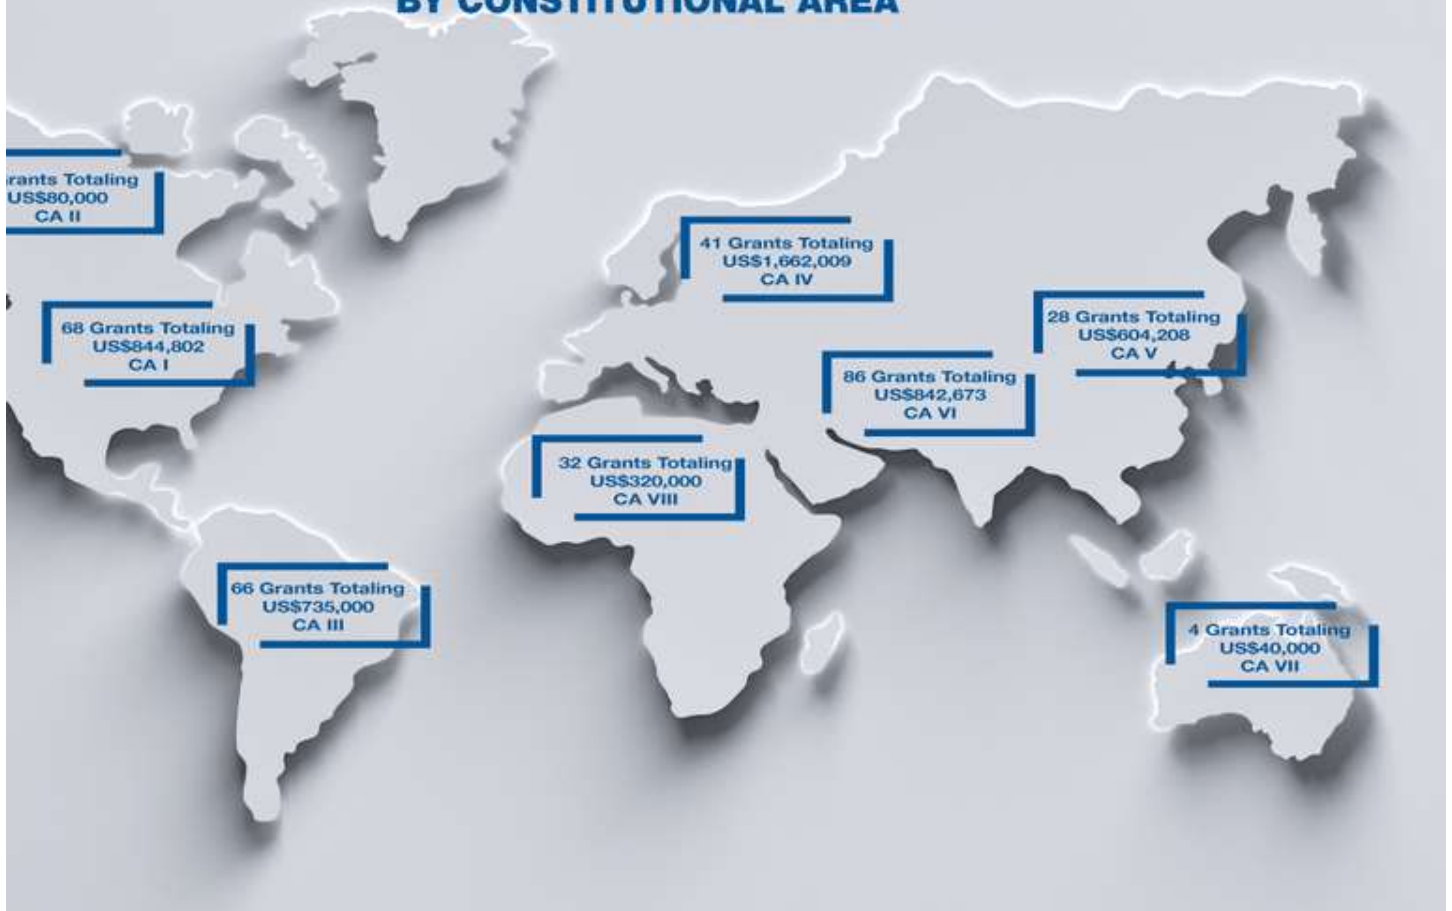 BY CONSTITUTIONAL AREA
Grants Totaling
US$80,000
CA II
41 Grants Totaling
US$1,662,009
CA IV
68 Grants Totaling
US$844,802
CA I
28 Grants Totaling
US$604,208
CA V
86 Grants Totaling
US$842,673
CA VI
32 Grants Totaling
US$320,000
CA VIII
66 Grants Totaling
US$735,000
CA III
4 Grants Totaling
US$40,000
CA VII